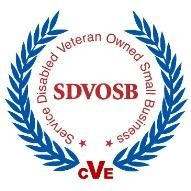 Service Disabled Veteran Owned Small Business
SDVOSB
CVE